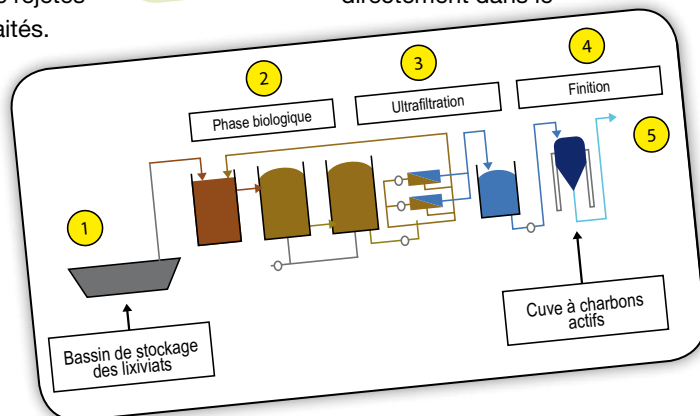 directement dans le
aités.
1
2
3
4
5
Phase biologique
Ultrafiltration
Finition
Bassin de stockage
des lixiviats
Cuve à charbons
actifs